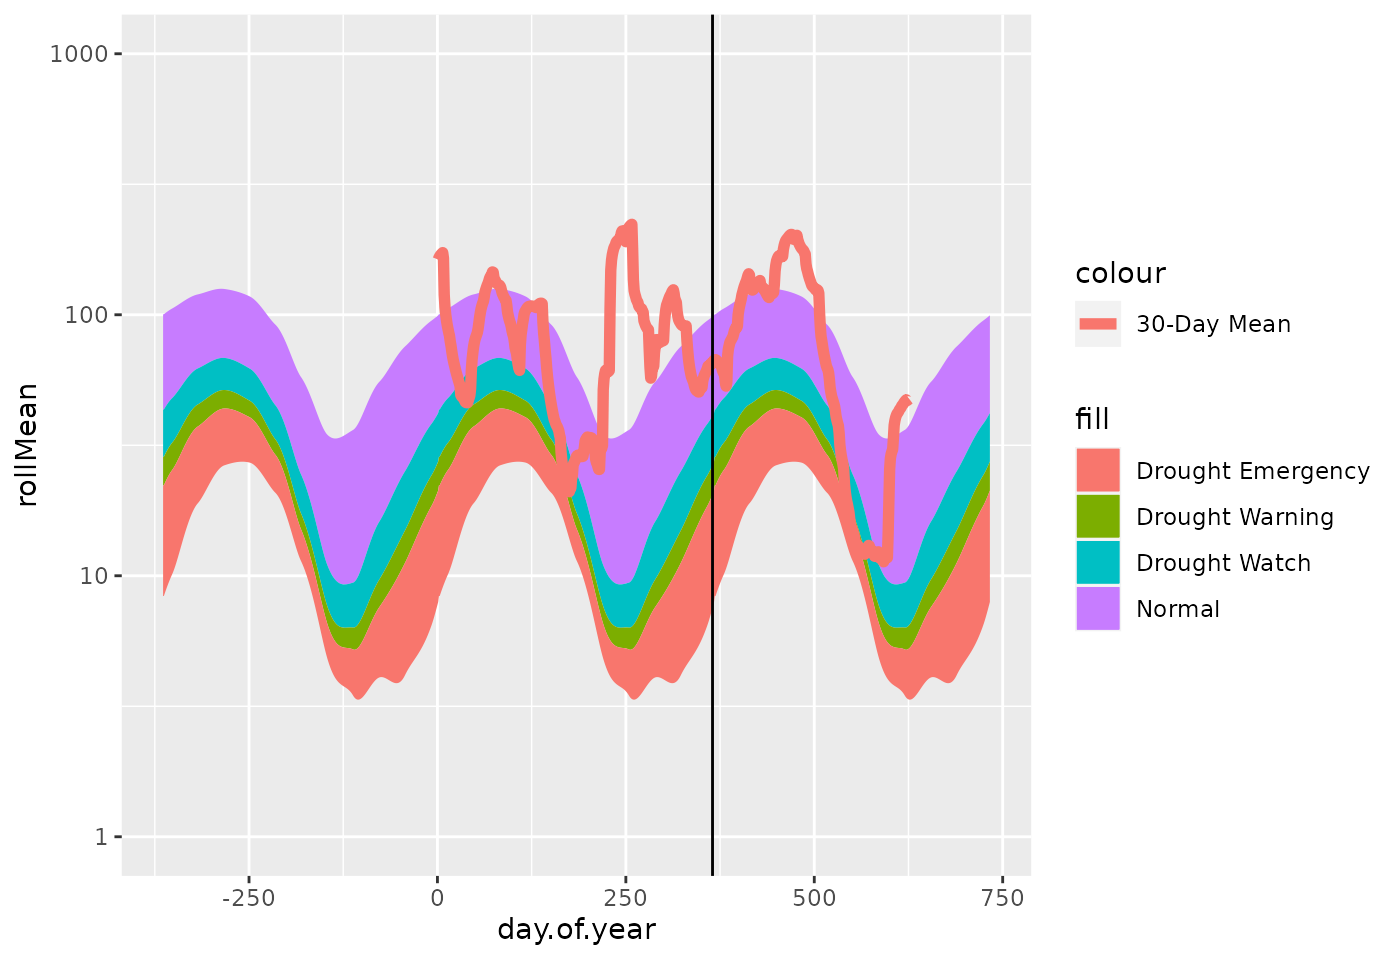 1000
100
10
1
rollMean
-250
0
250
500
750
day.of.year
colour
30-Day Mean
fill
Drought Emergency
Drought Warning
Drought Watch
Normal